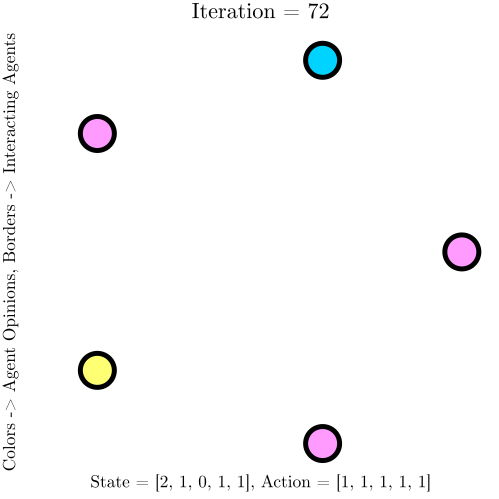 Iteration = 72
Colors -> Agent Opinions, Borders -> Interacting Agents
State = [2, 1, 0, 1, 1], Action = [1, 1, 1, 1, 1]